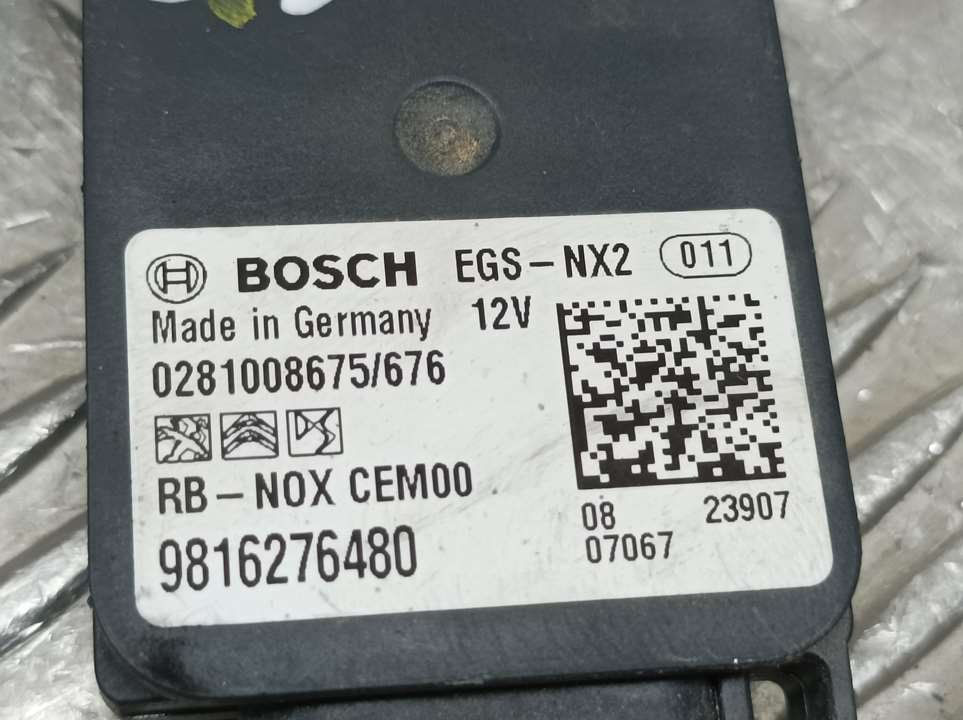 BOSCH EGS-NX2 011
Made in Germany 12V
0281008675/676
RB-NOX CEM00
9816276480
08 23907
07067